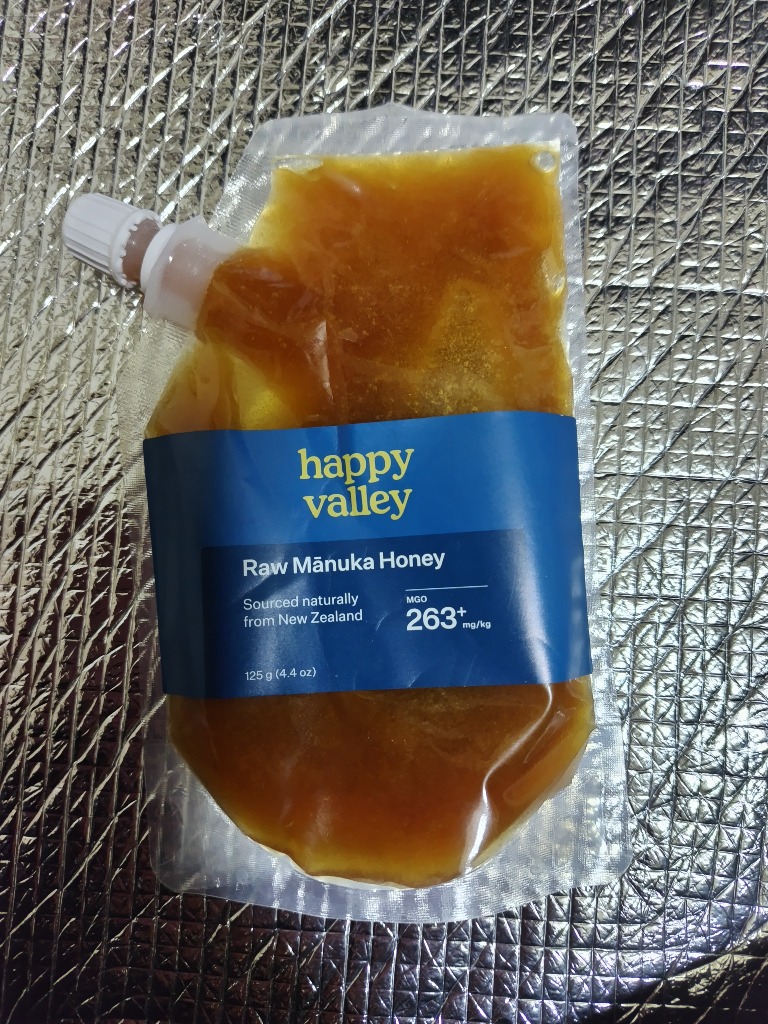 happy
valley
Raw Mānuka Honey
Sourced naturally
from New Zealand
MGO
263+ mg/kg
125 g (4.4 oz)